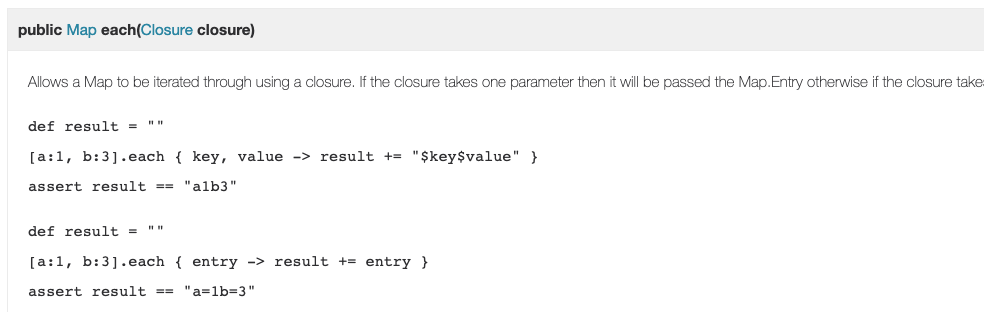 public Map each(Closure closure)
Allows a Map to be iterated through using a closure. If the closure takes one parameter then it will be passed the Map.Entry otherwise if the closure take
def result = ""
[a:1, b:3].each { key, value -> result += "$key$value" }
assert result == "a1b3"
def result = ""
[a:1, b:3].each { entry -> result += entry }
assert result == "a=1b=3"